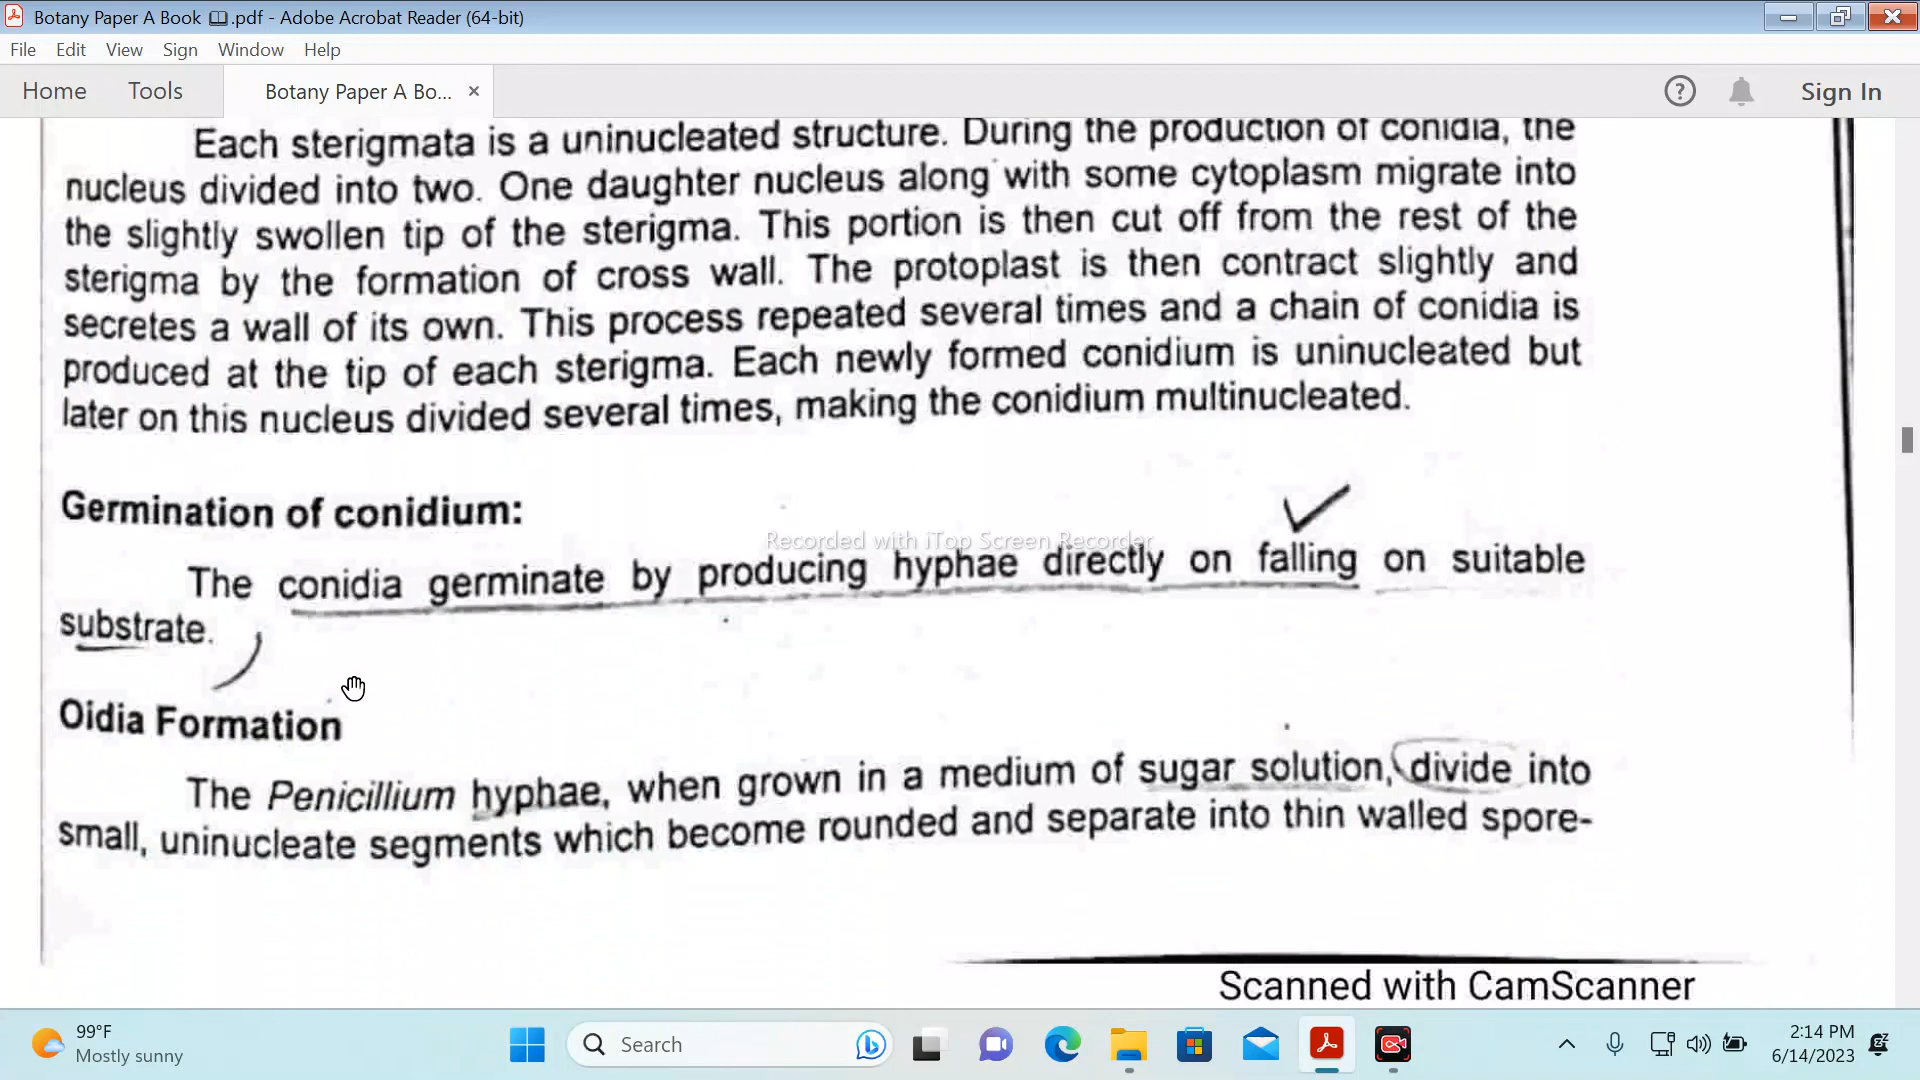 Botany Paper A Book 📖.pdf - Adobe Acrobat Reader (64-bit)
File Edit View Sign Window Help
Home Tools Botany Paper A Bo... × Sign In
Each sterigmata is a uninucleated structure. During the production of conidia, the
nucleus divided into two. One daughter nucleus along with some cytoplasm migrate into
the slightly swollen tip of the sterigma. This portion is then cut off from the rest of the
sterigma by the formation of cross wall. The protoplast is then contract slightly and
secretes a wall of its own. This process repeated several times and a chain of conidia is
produced at the tip of each sterigma. Each newly formed conidium is uninucleated but
later on this nucleus divided several times, making the conidium multinucleated.
Germination of conidium:
Recorded with iTop Screen Recorder
The conidia germinate by producing hyphae directly on falling on suitable
substrate.
Oidia Formation
The Penicillium hyphae, when grown in a medium of sugar solution, divide into
small, uninucleate segments which become rounded and separate into thin walled spore-
Scanned with CamScanner
99°F
Mostly sunny
Search
2:14 PM
6/14/2023